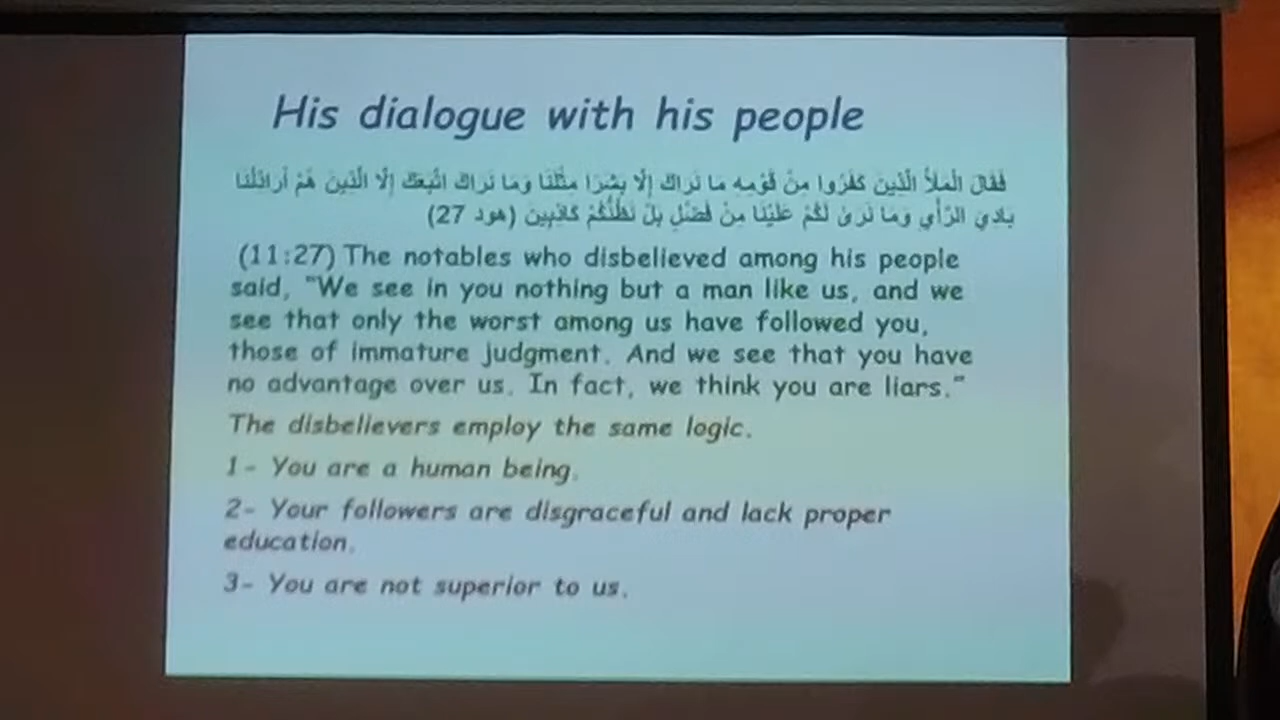 His dialogue with his people
فَقَالَ الْمَلَأُ الَّذِينَ كَفَرُوا مِنْ قَوْمِهِ مَا نَرَاكَ إِلَّا بَشَرًا مِثْلَنَا وَمَا نَرَاكَ اتَّبَعَكَ إِلَّا الَّذِينَ هُمْ أَرَاذِلُنَا
بَادِيَ الرَّأْيِ وَمَا نَرَىٰ لَكُمْ عَلَيْنَا مِنْ فَضْلٍ بَلْ نَظُنُّكُمْ كَاذِبِينَ (هود 27)
(11:27) The notables who disbelieved among his people
said, "We see in you nothing but a man like us, and we
see that only the worst among us have followed you,
those of immature judgment. And we see that you have
no advantage over us. In fact, we think you are liars."
The disbelievers employ the same logic.
1- You are a human being.
2- Your followers are disgraceful and lack proper
education.
3- You are not superior to us.